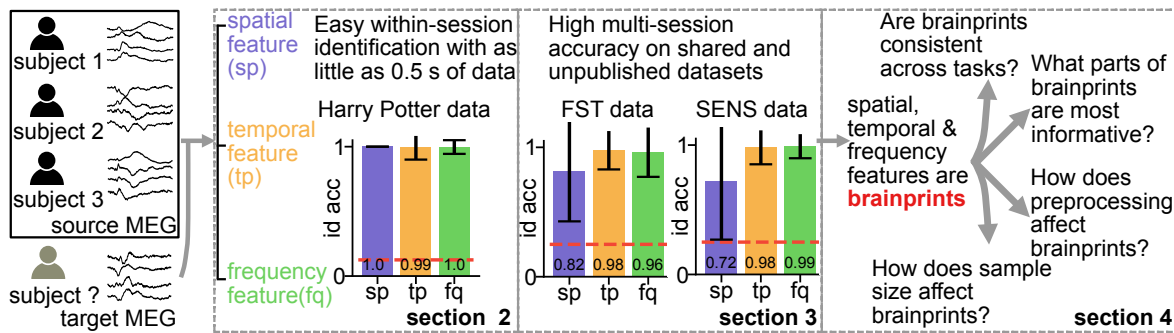 subject 1
subject 2
subject 3
source MEG
subject ?
target MEG
spatial
feature
(sp)
temporal
feature
(tp)
frequency
feature(fq)
Easy within-session
identification with as
little as 0.5 s of data
Harry Potter data
id acc
1
0
1.0
0.99
1.0
sp
tp
fq
section 2
High multi-session
accuracy on shared and
unpublished datasets
FST data
id acc
1
0
0.82
0.98
0.96
sp
tp
fq
SENS data
id acc
1
0
0.72
0.98
0.99
sp
tp
fq
section 3
spatial,
temporal &
frequency
features are
brainprints
Are brainprints
consistent
across tasks?
What parts of
brainprints
are most
informative?
How does
preprocessing
affect
brainprints?
How does sample
size affect
brainprints?
section 4